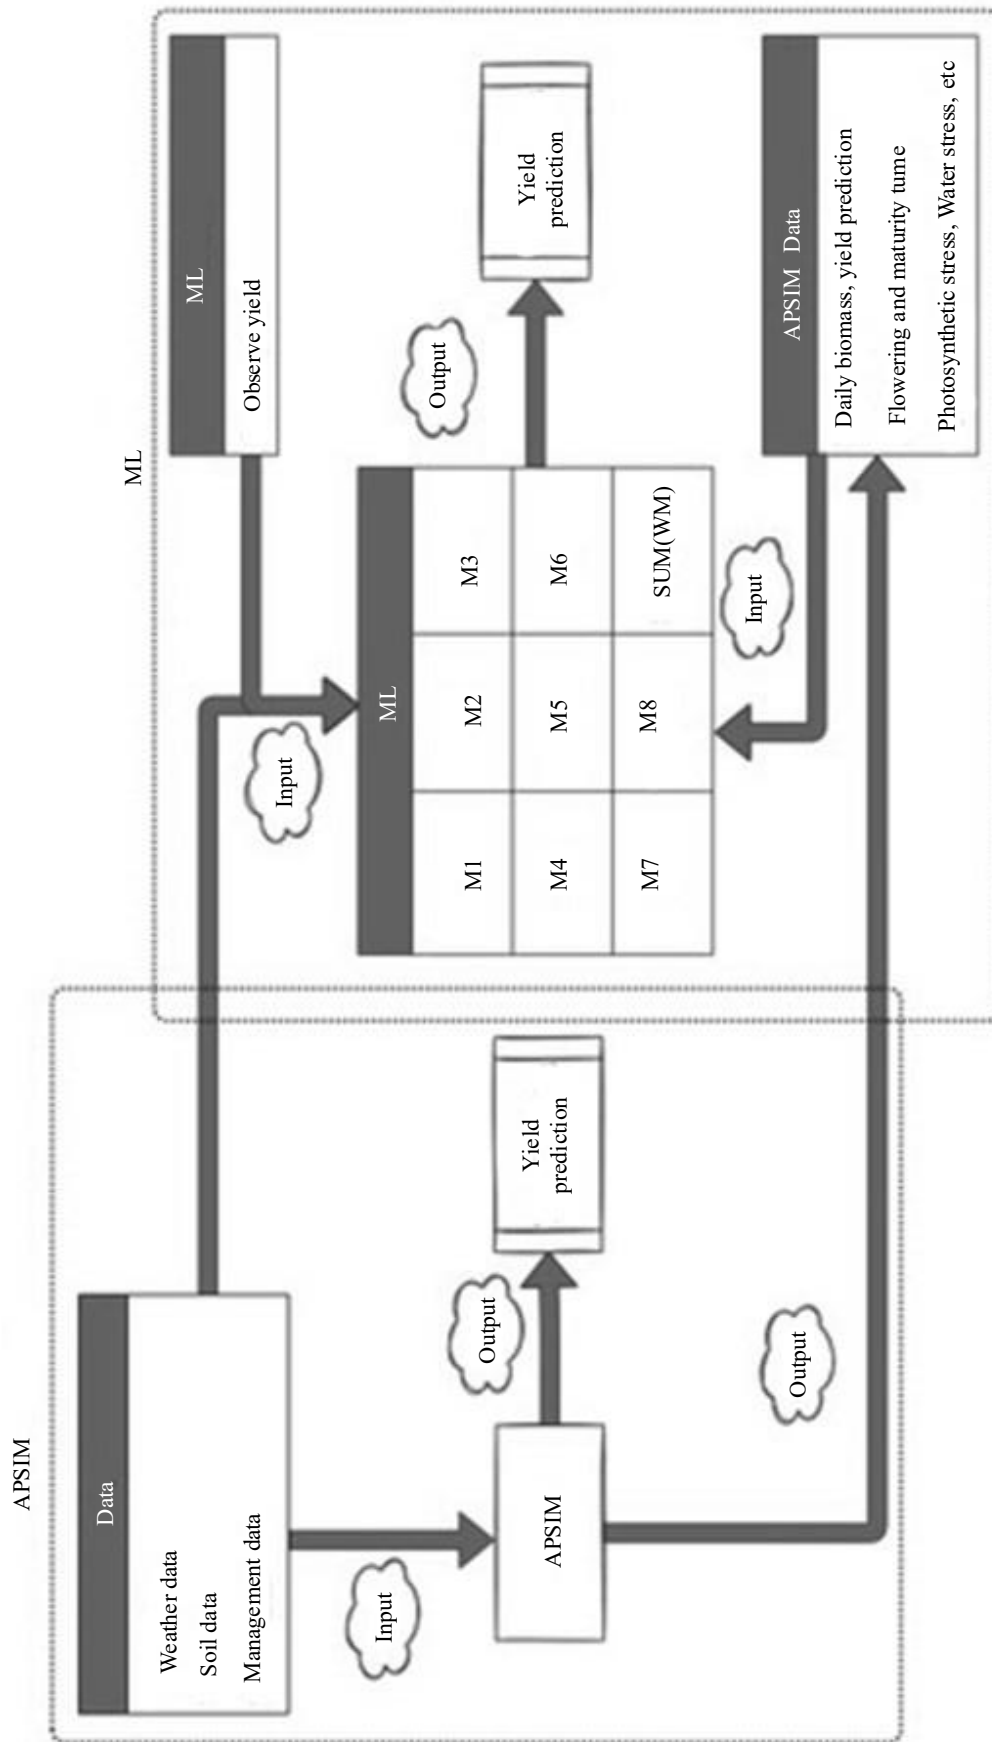 APSIM
ML
Data
Weather data
Soil data
Management data
Input
APSIM
Output
Yield
prediction
Output
ML
Observe yield
Input
ML
M1
M2
M3
M4
M5
M6
M7
M8
SUM(WM)
Output
Yield
prediction
Input
APSIM Data
Daily biomass, yield prediction
Flowering and maturity tume
Photosynthetic stress, Water stress, etc